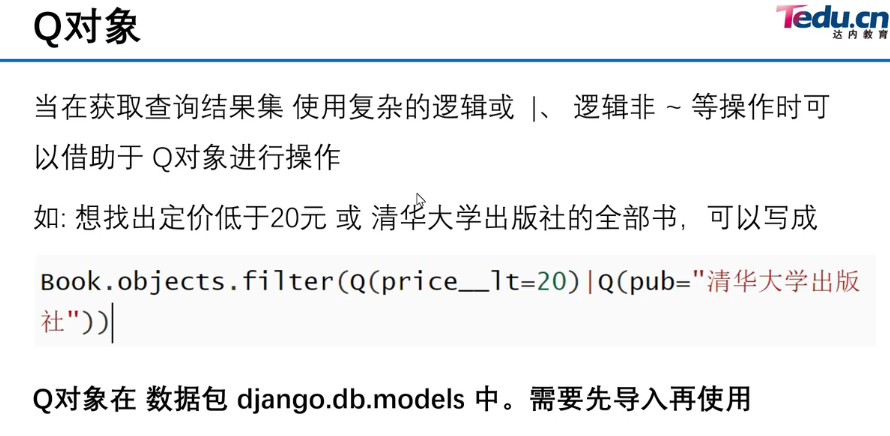 Q对象
Tedu.cn
达内教育
当在获取查询结果集 使用复杂的逻辑或 |、 逻辑非 ~ 等操作时可
以借助于 Q对象进行操作
如: 想找出定价低于20元 或 清华大学出版社的全部书，可以写成
Book.objects.filter(Q(price__lt=20)|Q(pub="清华大学出版
社"))
Q对象在 数据包 django.db.models 中。需要先导入再使用